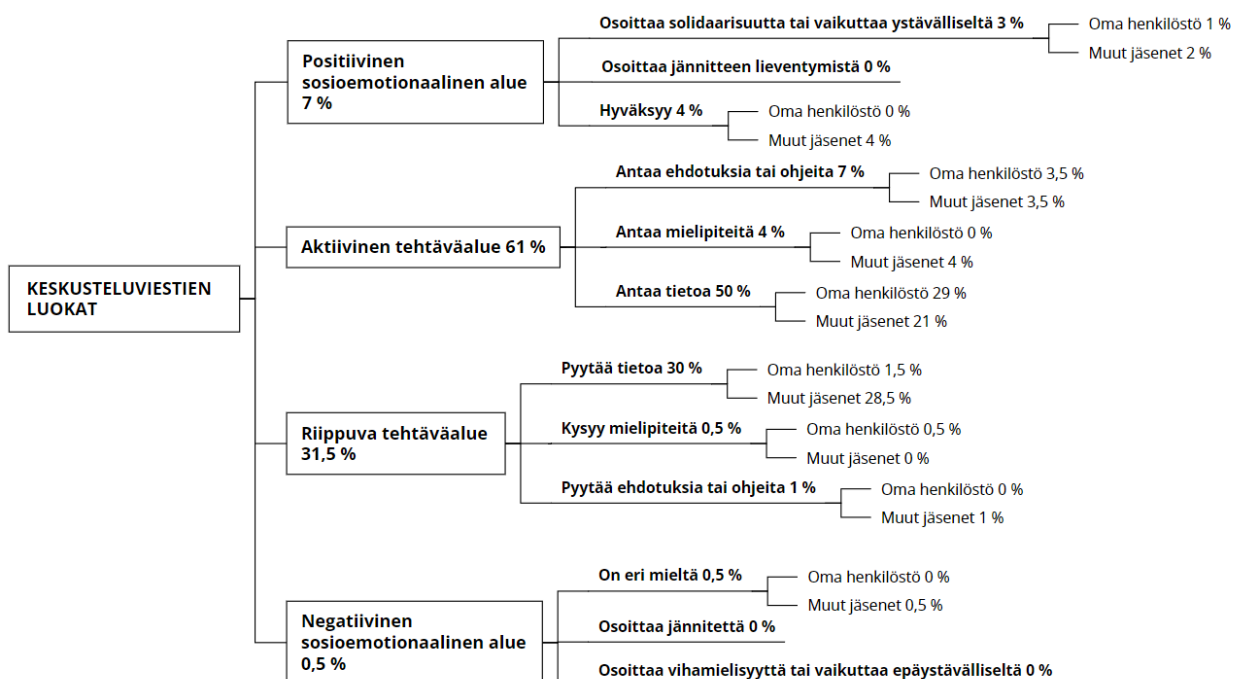 KESKUSTELUVIESTIEN
LUOKAT
Positiivinen
sosioemotionaalinen alue
7 %
Osoittaa solidaarisuutta tai vaikuttaa ystävälliseltä 3 %
Oma henkilöstö 1 %
Muut jäsenet 2 %
Osoittaa jännitteen lieventymistä 0 %
Hyväksyy 4 %
Oma henkilöstö 0 %
Muut jäsenet 4 %
Aktiivinen tehtäväalue 61 %
Antaa ehdotuksia tai ohjeita 7 %
Oma henkilöstö 3,5 %
Muut jäsenet 3,5 %
Antaa mielipiteitä 4 %
Oma henkilöstö 0 %
Muut jäsenet 4 %
Antaa tietoa 50 %
Oma henkilöstö 29 %
Muut jäsenet 21 %
Riippuva tehtäväalue
31,5 %
Pyytää tietoa 30 %
Oma henkilöstö 1,5 %
Muut jäsenet 28,5 %
Kysyy mielipiteitä 0,5 %
Oma henkilöstö 0,5 %
Muut jäsenet 0 %
Pyytää ehdotuksia tai ohjeita 1 %
Oma henkilöstö 0 %
Muut jäsenet 1 %
Negatiivinen
sosioemotionaalinen alue
0,5 %
On eri mieltä 0,5 %
Oma henkilöstö 0 %
Muut jäsenet 0,5 %
Osoittaa jännitettä 0 %
Osoittaa vihamielisyyttä tai vaikuttaa epäystävälliseltä 0 %